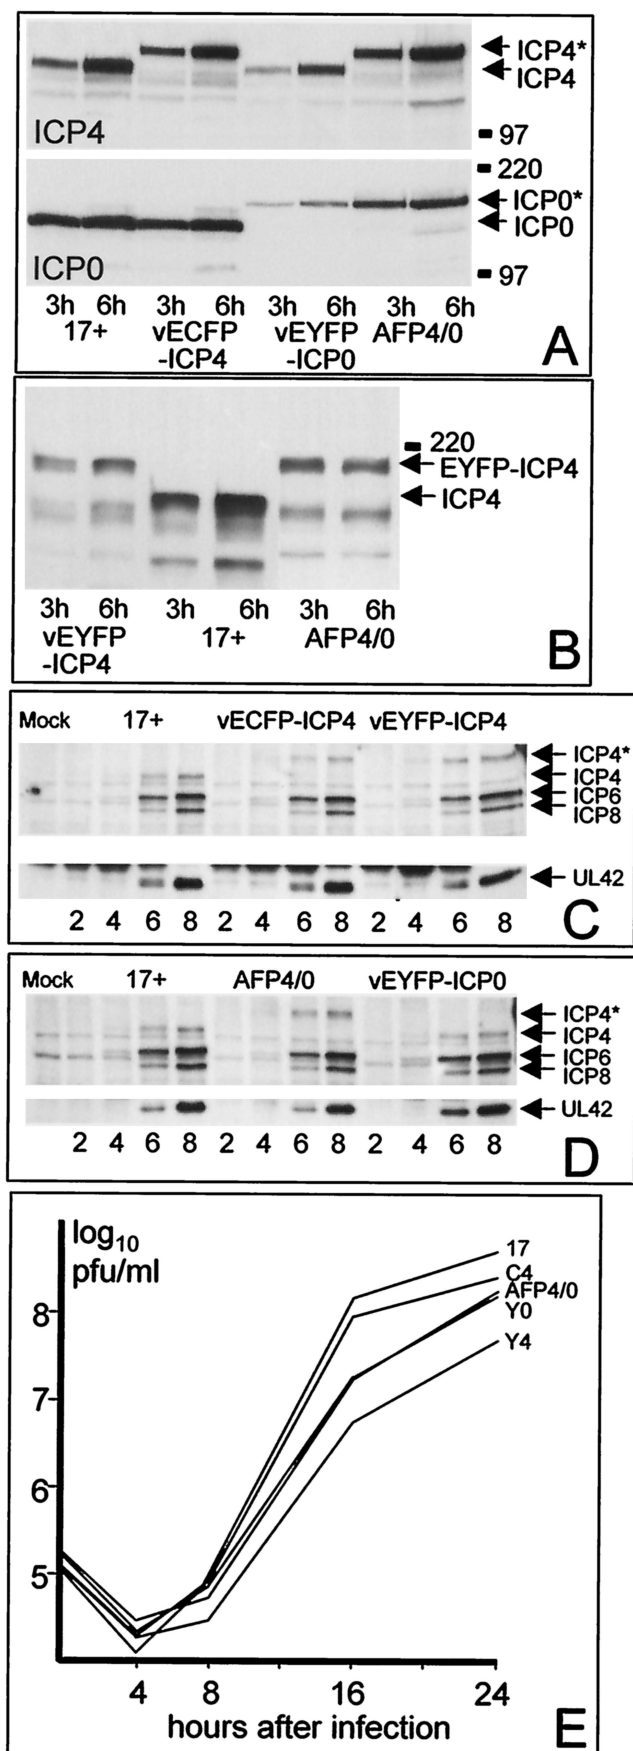 ICP4*
ICP4
ICP4
97
220
ICP0*
ICP0
ICP0
97
3h 6h 3h 6h 3h 6h 3h 6h
17+ vECFP vEYFP AFP4/0
-ICP4 -ICP0
A
220
EYFP-ICP4
ICP4
3h 6h 3h 6h 3h 6h
vEYFP 17+ AFP4/0
-ICP4
B
Mock 17+ vECFP-ICP4 vEYFP-ICP4
ICP4*
ICP4
ICP6
ICP8
UL42
2 4 6 8 2 4 6 8 2 4 6 8
C
Mock 17+ AFP4/0 vEYFP-ICP0
ICP4*
ICP4
ICP6
ICP8
UL42
2 4 6 8 2 4 6 8 2 4 6 8
D
log10
pfu/ml
17
C4
AFP4/0
Y0
Y4
8
7
6
5
4 8 16 24
hours after infection
E